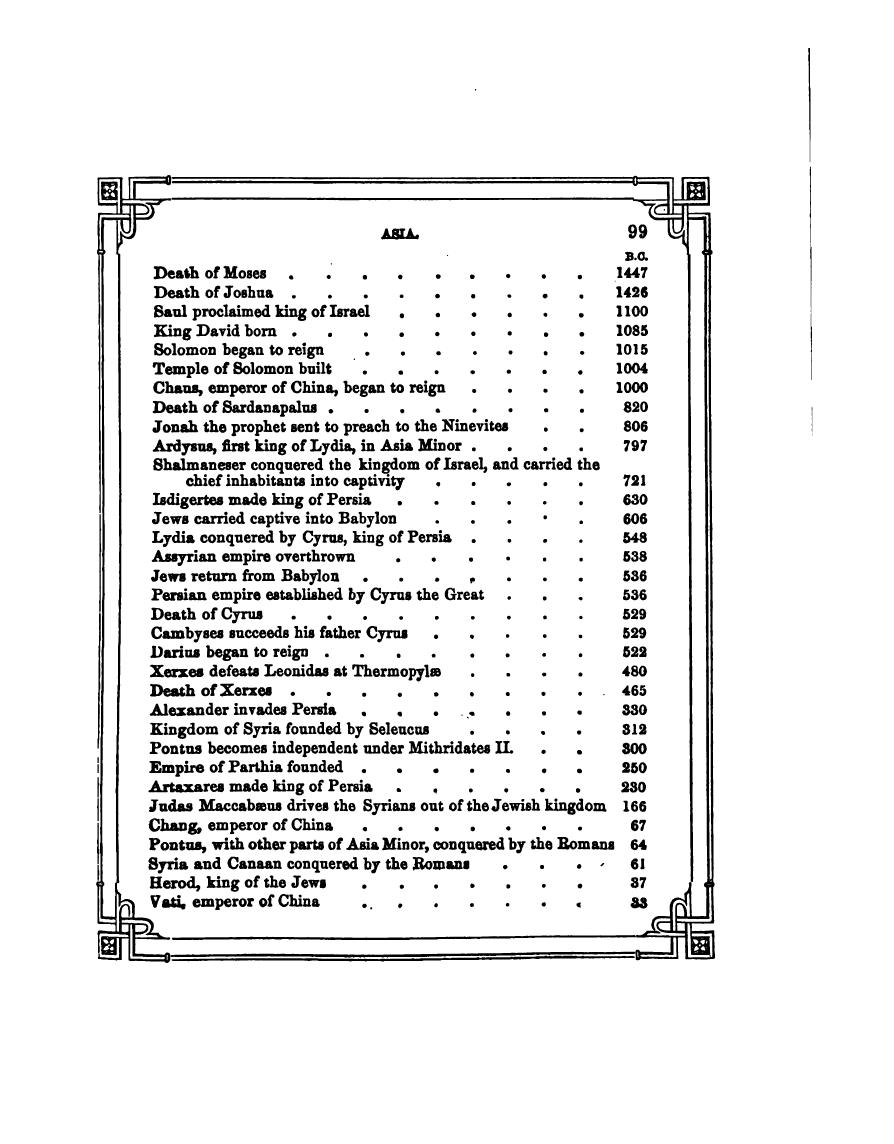 ASIA. 99
B.C.
Death of Moses . . . . . . . . . 1447
Death of Joshua . . . . . . . . . 1426
Saul proclaimed king of Israel . . . . . . 1100
King David born . . . . . . . . . 1085
Solomon began to reign . . . . . . . 1015
Temple of Solomon built . . . . . . . 1004
Chaus, emperor of China, began to reign . . . . 1000
Death of Sardanapalus . . . . . . . . 820
Jonah the prophet sent to preach to the Ninevites . . 806
Ardysus, first king of Lydia, in Asia Minor . . . . 797
Shalmaneser conquered the kingdom of Israel, and carried the
chief inhabitants into captivity . . . . . 721
Isdigertes made king of Persia . . . . . . 630
Jews carried captive into Babylon . . . . . 606
Lydia conquered by Cyrus, king of Persia . . . . 548
Assyrian empire overthrown . . . . . . 538
Jews return from Babylon . . . . . . . 536
Persian empire established by Cyrus the Great . . . 536
Death of Cyrus . . . . . . . . . 529
Cambyses succeeds his father Cyrus . . . . . 529
Darius began to reign . . . . . . . . 522
Xerxes defeats Leonidas at Thermopylæ . . . . 480
Death of Xerxes . . . . . . . . . 465
Alexander invades Persia . . . . . . . 330
Kingdom of Syria founded by Seleucus . . . . 312
Pontus becomes independent under Mithridates II. . . 300
Empire of Parthia founded . . . . . . . 250
Artaxares made king of Persia . . . . . . 230
Judas Maccabæus drives the Syrians out of the Jewish kingdom 166
Chang, emperor of China . . . . . . . 67
Pontus, with other parts of Asia Minor, conquered by the Romans 64
Syria and Canaan conquered by the Romans . . . 61
Herod, king of the Jews . . . . . . . 37
Vati, emperor of China . . . . . . . 33